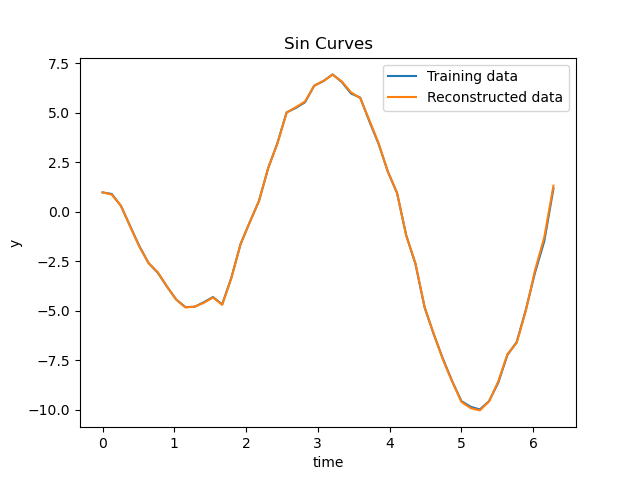 Sin Curves
Training data
Reconstructed data
7.5
5.0
2.5
0.0
−2.5
−5.0
−7.5
−10.0
y
0 1 2 3 4 5 6
time